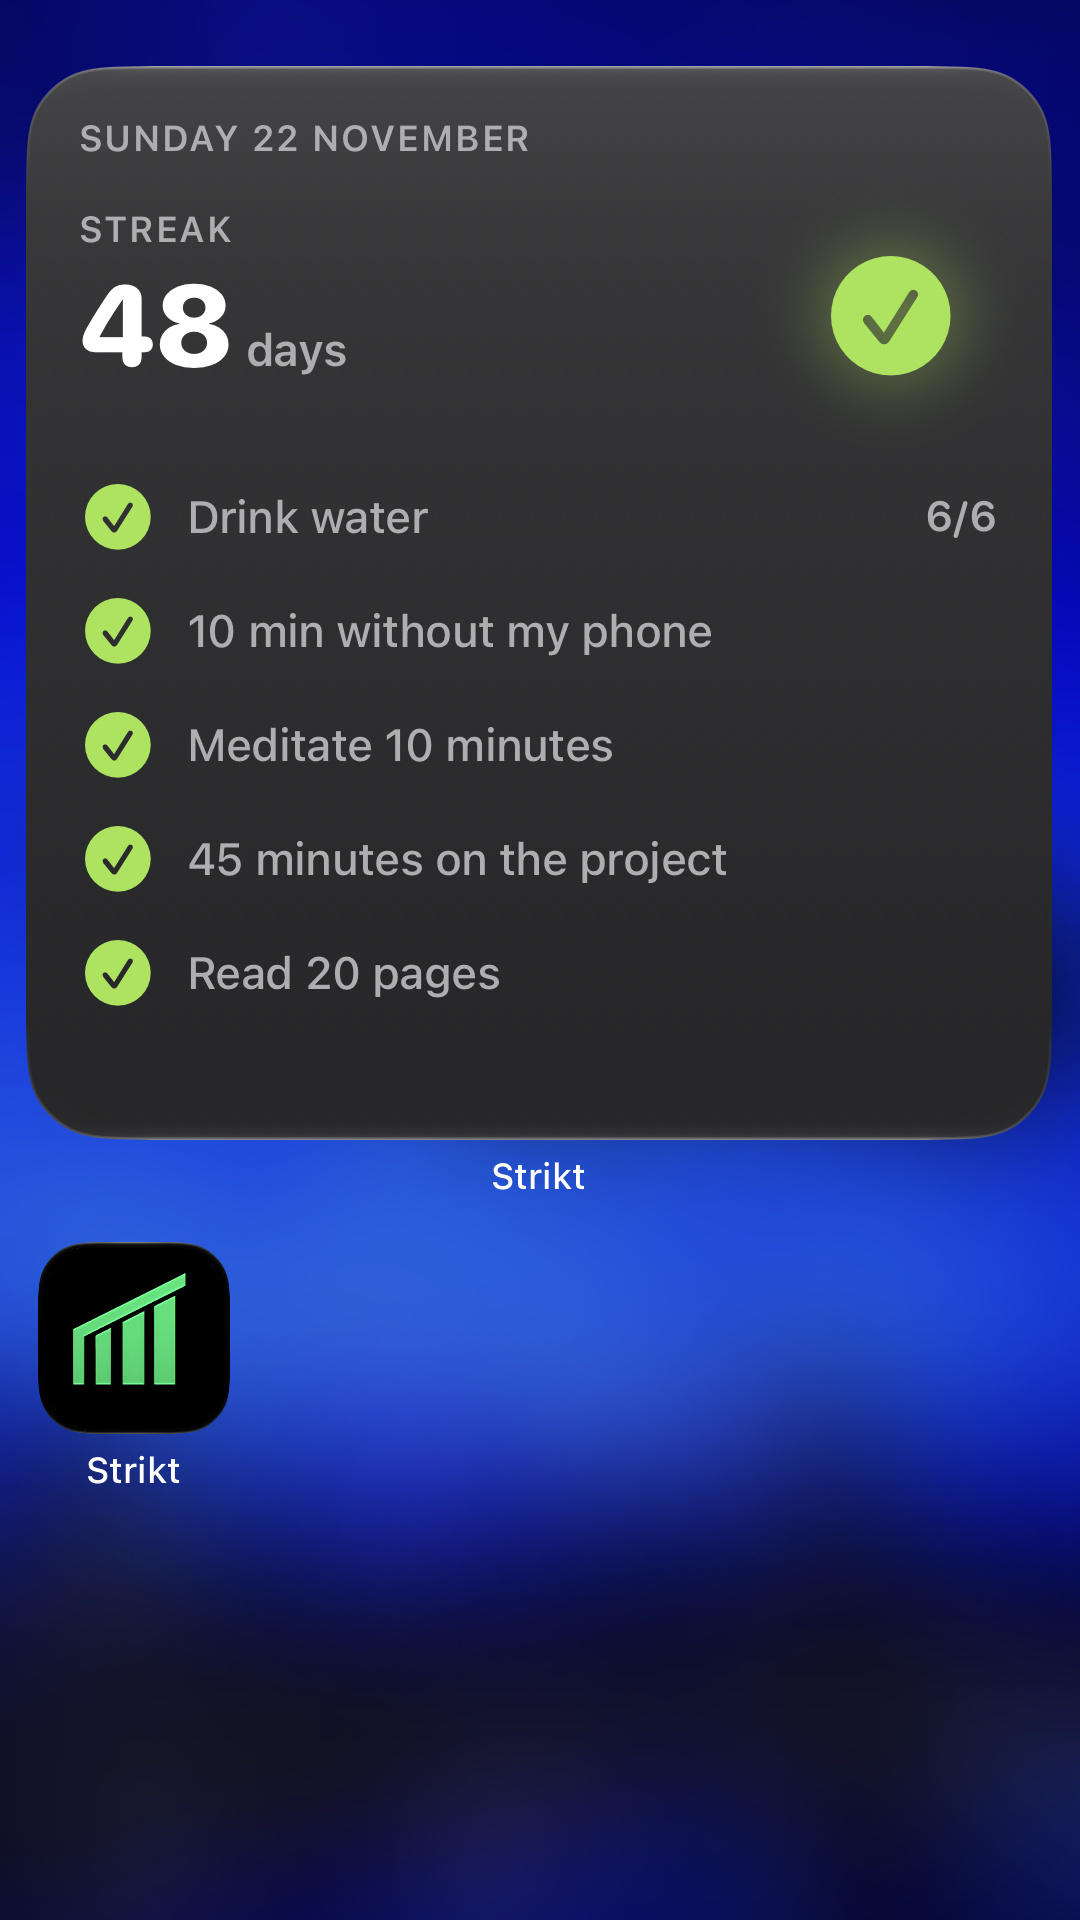 SUNDAY 22 NOVEMBER
STREAK
48 days
Drink water 6/6
10 min without my phone
Meditate 10 minutes
45 minutes on the project
Read 20 pages
Strikt
Strikt